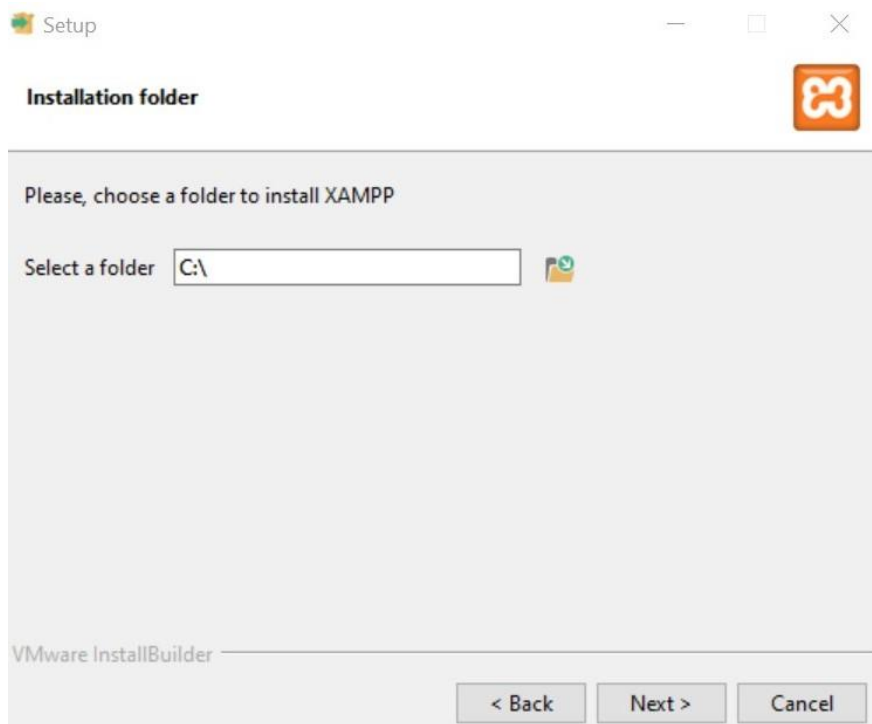 Setup
Installation folder
Please, choose a folder to install XAMPP
Select a folder C:\
VMware InstallBuilder
< Back Next > Cancel